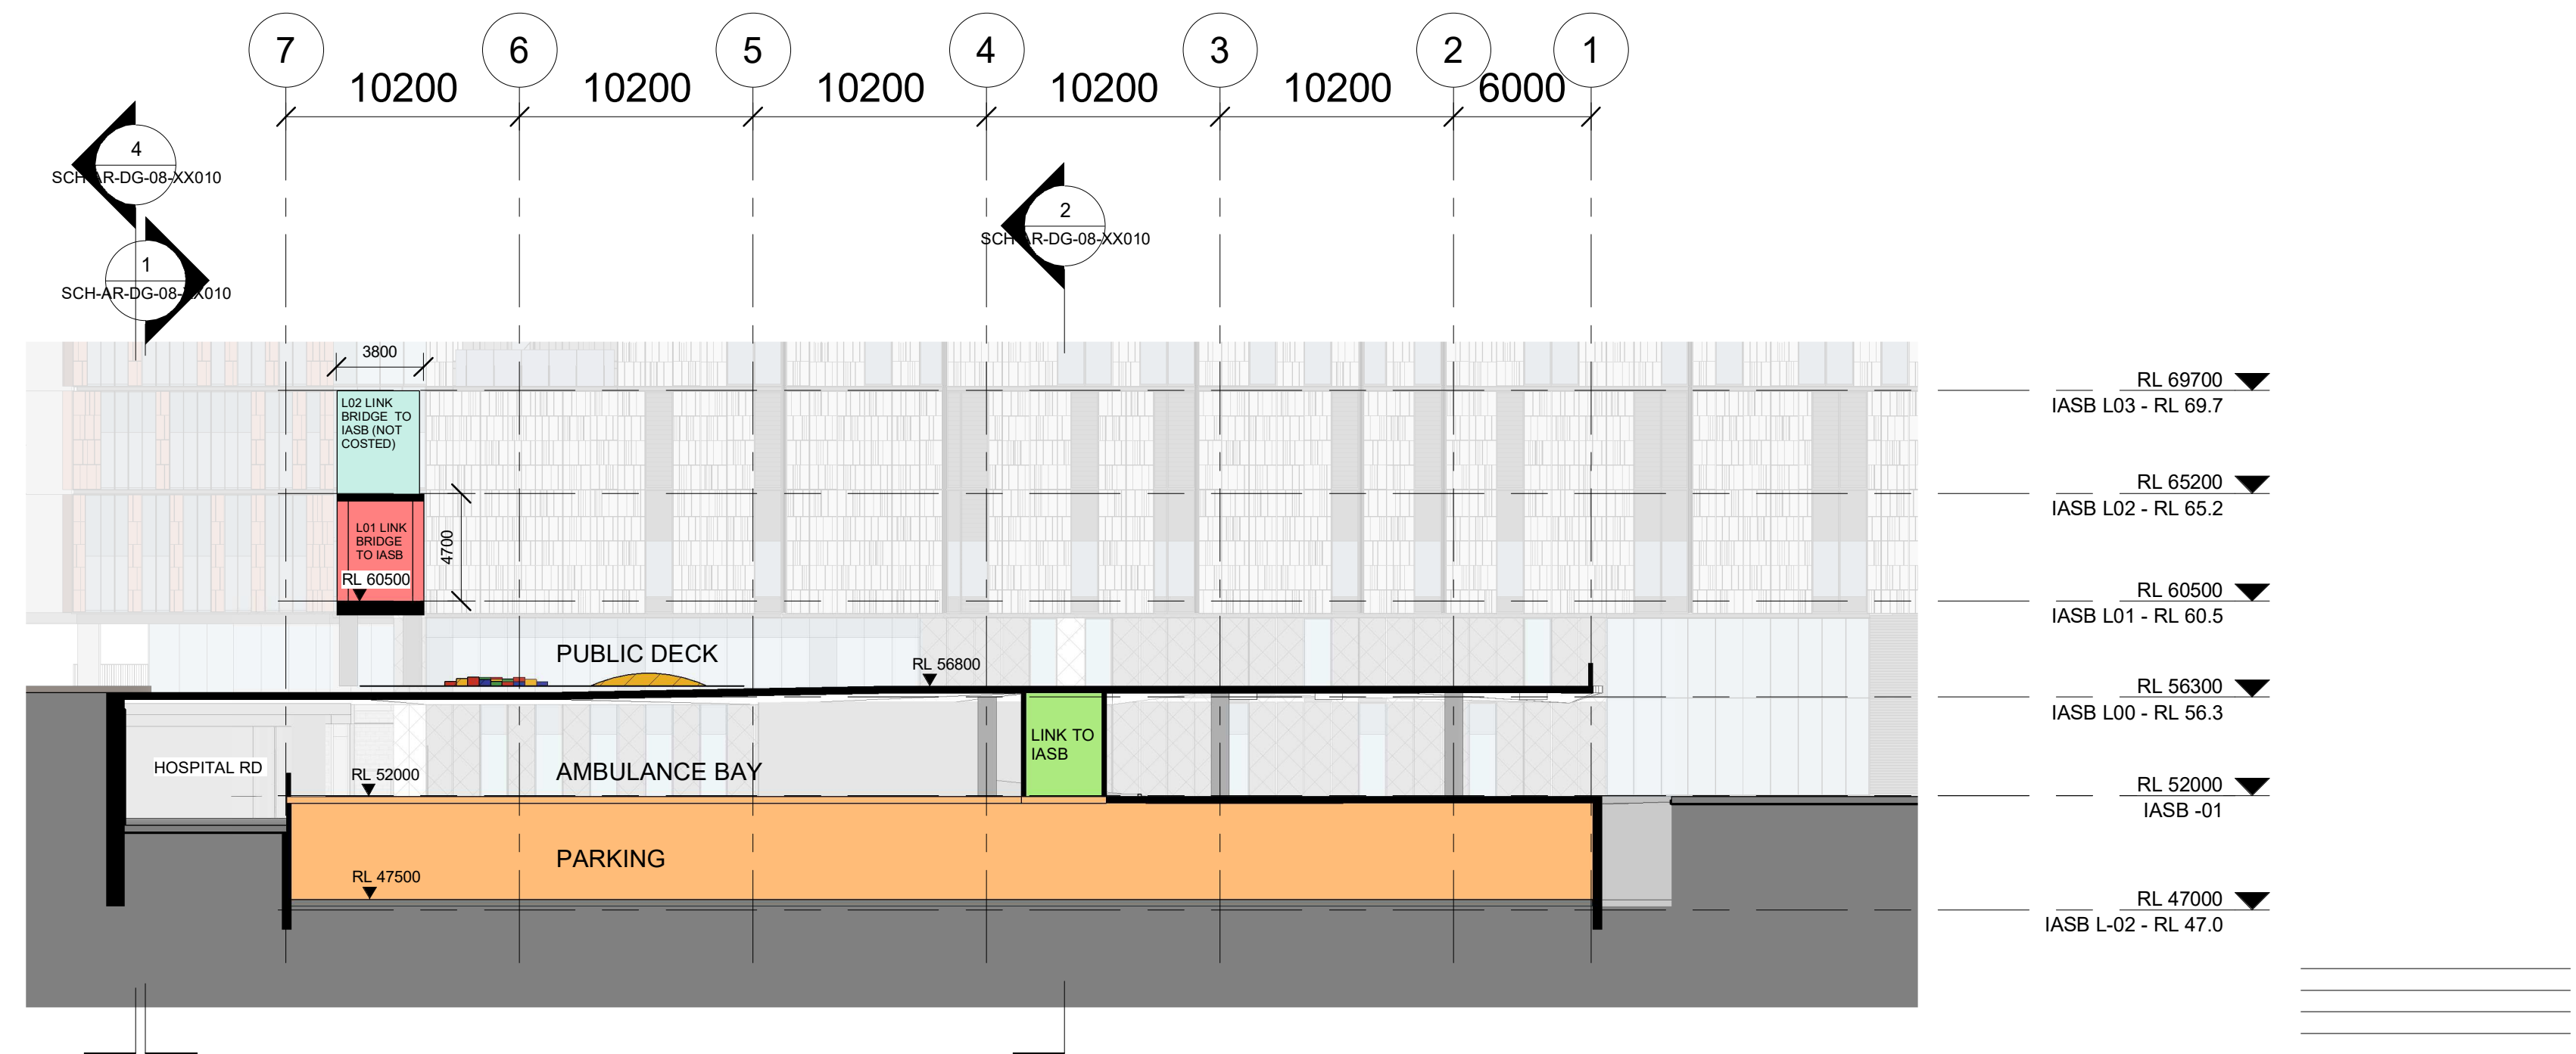 7
6
5
4
3
2
1
10200
10200
10200
10200
10200
6000
4
SCH-AR-DG-08-XX010
2
SCH-AR-DG-08-XX010
1
SCH-AR-DG-08-XX010
3800
L02 LINK
BRIDGE TO
IASB (NOT
COSTED)
L01 LINK
BRIDGE
TO IASB
RL 60500
4700
PUBLIC DECK
RL 56800
LINK TO
IASB
HOSPITAL RD
RL 52000
AMBULANCE BAY
PARKING
RL 47500
RL 69700
IASB L03 - RL 69.7
RL 65200
IASB L02 - RL 65.2
RL 60500
IASB L01 - RL 60.5
RL 56300
IASB L00 - RL 56.3
RL 52000
IASB -01
RL 47000
IASB L-02 - RL 47.0